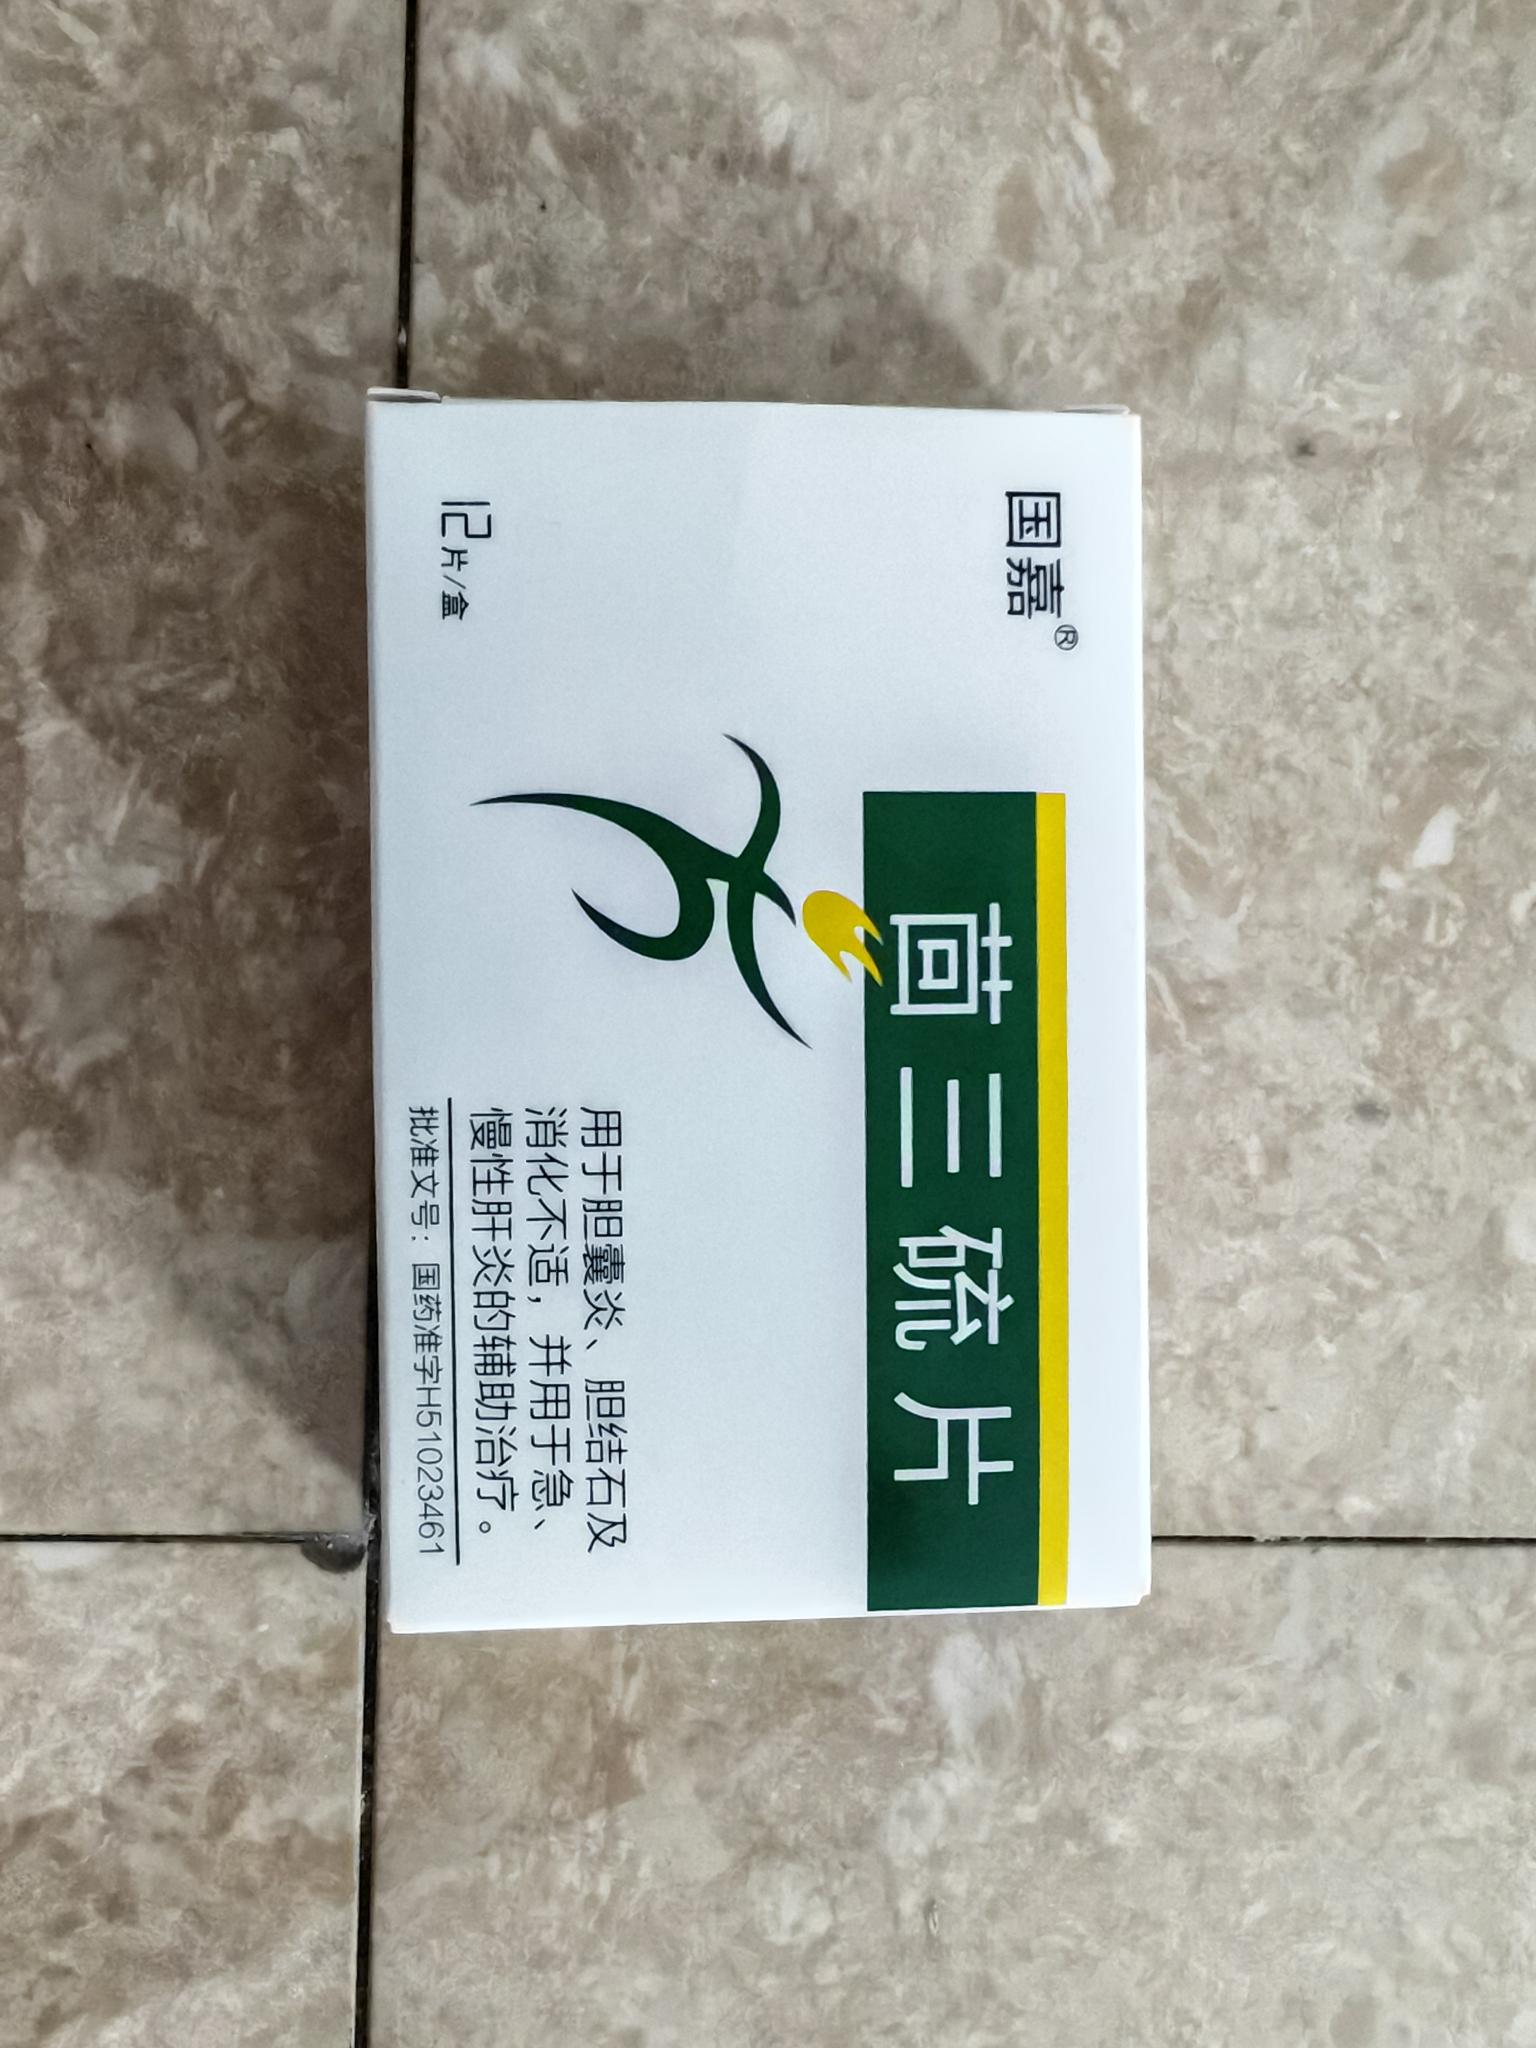 国嘉®
茴三硫片
用于胆囊炎、胆结石及
消化不适，并用于急、
慢性肝炎的辅助治疗。
批准文号：国药准字H51023461
12片/盒